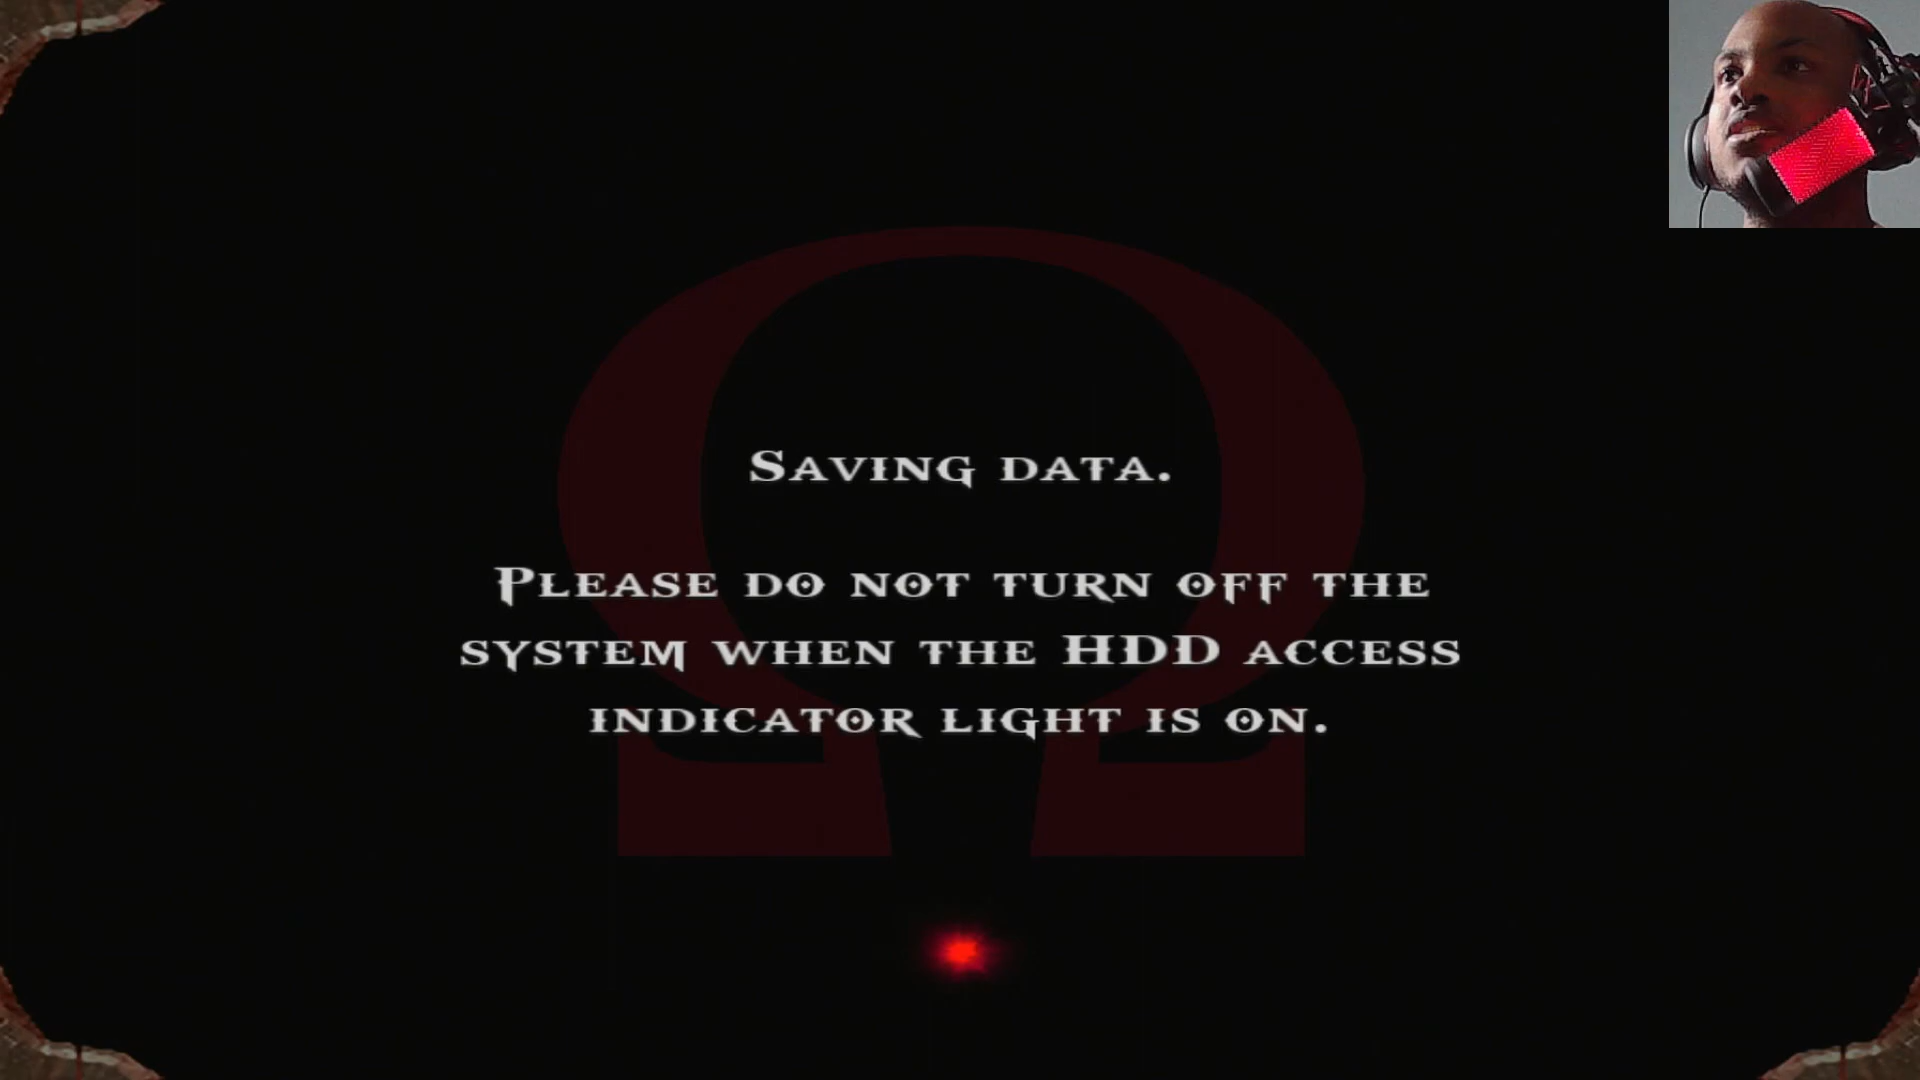 Saving data.
Please do not turn off the
system when the HDD access
indicator light is on.